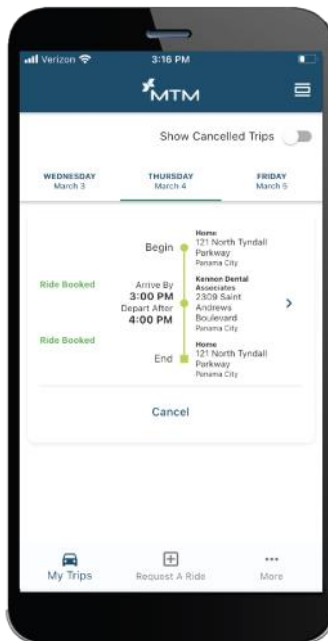 Verizon 3:16 PM
MTM
Show Cancelled Trips
WEDNESDAY THURSDAY FRIDAY
March 3 March 4 March 5
Begin
Home
121 North Tyndall
Parkway
Panama City
Ride Booked
Arrive By
3:00 PM
Depart After
4:00 PM
Kennon Dental
Associates
2309 Saint
Andrews
Boulevard
Panama City
Ride Booked
End
Home
121 North Tyndall
Parkway
Panama City
Cancel
My Trips Request A Ride More